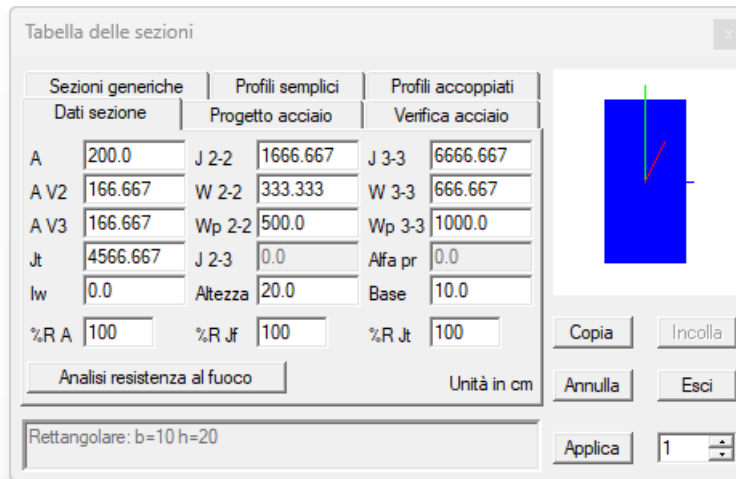 Tabella delle sezioni
x
Sezioni generiche Profili semplici Profili accoppiati
Dati sezione Progetto acciaio Verifica acciaio
A 200.0 J 2-2 1666.667 J 3-3 6666.667
A V2 166.667 W 2-2 333.333 W 3-3 666.667
A V3 166.667 Wp 2-2 500.0 Wp 3-3 1000.0
Jt 4566.667 J 2-3 0.0 Alfa pr 0.0
Iw 0.0 Altezza 20.0 Base 10.0
%R A 100 %R Jf 100 %R Jt 100
Analisi resistenza al fuoco Unità in cm
Rettangolare: b=10 h=20
Copia Incolla
Annulla Esci
Applica 1